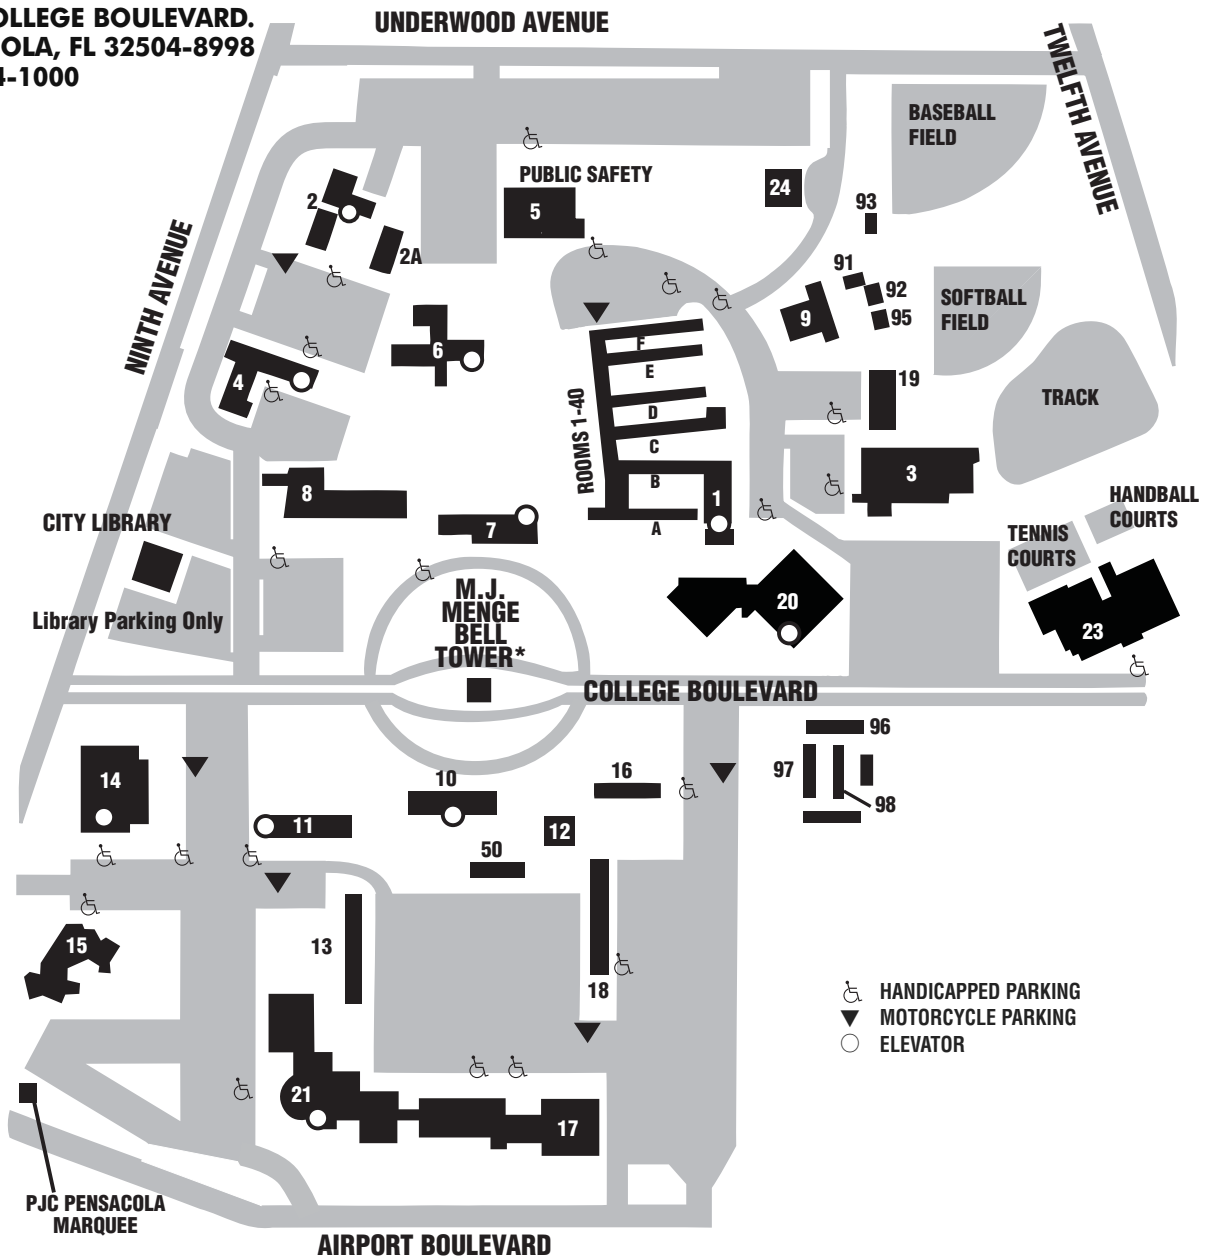 OLLEGE BOULEVARD.
OLA, FL 32504-8998
4-1000
UNDERWOOD AVENUE
TWELFTH AVENUE
BASEBALL
FIELD
PUBLIC SAFETY
5
24
93
2
2A
NINTH AVENUE
91
92
95
9
SOFTBALL
FIELD
6
F
E
D
C
B
A
ROOMS 1-40
4
19
TRACK
3
8
1
7
HANDBALL
COURTS
TENNIS
COURTS
CITY LIBRARY
Library Parking Only
M.J.
MENGE
BELL
TOWER*
20
23
COLLEGE BOULEVARD
96
97
98
14
10
16
11
12
50
15
13
18
HANDICAPPED PARKING
MOTORCYCLE PARKING
ELEVATOR
21
17
PJC PENSACOLA
MARQUEE
AIRPORT BOULEVARD